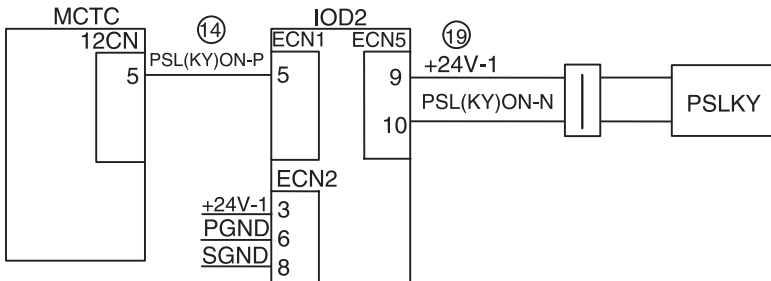 MCTC
IOD2
12CN
⑭
ECN1
ECN5
⑲
PSL(KY)ON-P
+24V-1
5
5
9
PSL(KY)ON-N
PSLKY
10
ECN2
+24V-1
3
PGND
6
SGND
8